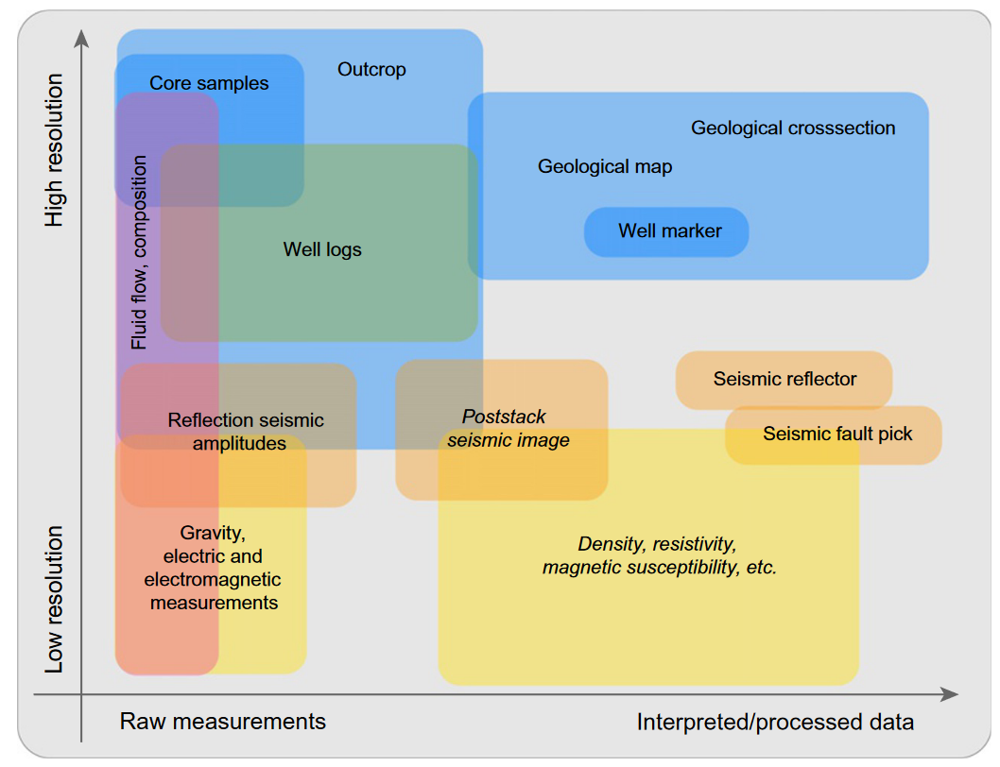 High resolution
Low resolution
Outcrop
Core samples
Geological crosssection
Geological map
Well marker
Fluid flow, composition
Well logs
Seismic reflector
Seismic fault pick
Reflection seismic
amplitudes
Poststack
seismic image
Gravity,
electric and
electromagnetic
measurements
Density, resistivity,
magnetic susceptibility, etc.
Raw measurements
Interpreted/processed data